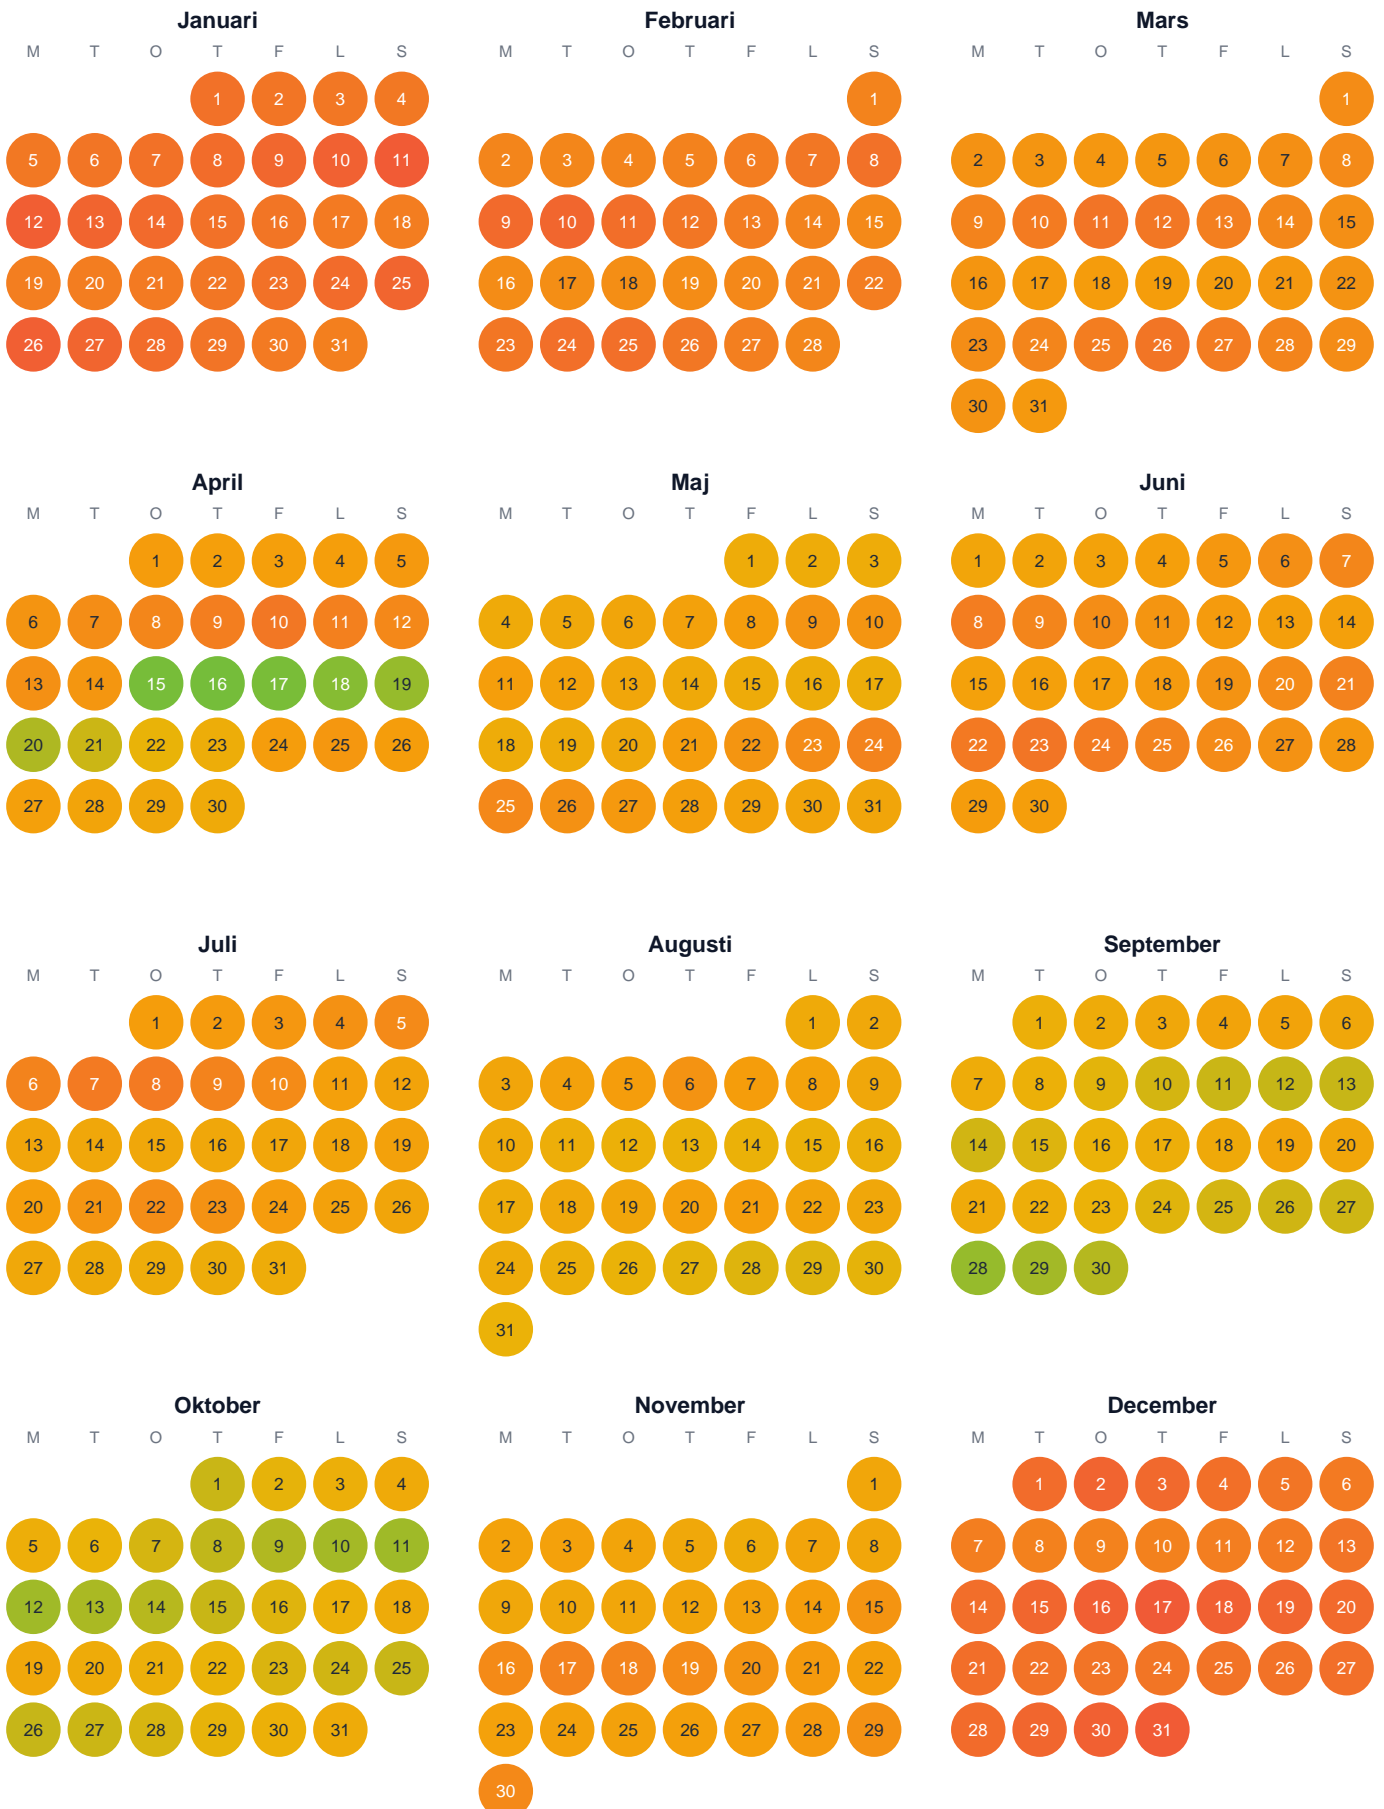 Januari Februari Mars
M T O T F L S M T O T F L S M T O T F L S
1 2 3 4 1 1
5 6 7 8 9 10 11 2 3 4 5 6 7 8 2 3 4 5 6 7 8
12 13 14 15 16 17 18 9 10 11 12 13 14 15 9 10 11 12 13 14 15
19 20 21 22 23 24 25 16 17 18 19 20 21 22 16 17 18 19 20 21 22
26 27 28 29 30 31 23 24 25 26 27 28 23 24 25 26 27 28 29
30 31
April Maj Juni
M T O T F L S M T O T F L S M T O T F L S
1 2 3 4 5 1 2 3 1 2 3 4 5 6 7
6 7 8 9 10 11 12 4 5 6 7 8 9 10 8 9 10 11 12 13 14
13 14 15 16 17 18 19 11 12 13 14 15 16 17 15 16 17 18 19 20 21
20 21 22 23 24 25 26 18 19 20 21 22 23 24 22 23 24 25 26 27 28
27 28 29 30 25 26 27 28 29 30 31 29 30
Juli Augusti September
M T O T F L S M T O T F L S M T O T F L S
1 2 3 4 5 1 2 1 2 3 4 5 6
6 7 8 9 10 11 12 3 4 5 6 7 8 9 7 8 9 10 11 12 13
13 14 15 16 17 18 19 10 11 12 13 14 15 16 14 15 16 17 18 19 20
20 21 22 23 24 25 26 17 18 19 20 21 22 23 21 22 23 24 25 26 27
27 28 29 30 31 24 25 26 27 28 29 30 28 29 30
31
Oktober November December
M T O T F L S M T O T F L S M T O T F L S
1 2 3 4 1 1 2 3 4 5 6
5 6 7 8 9 10 11 2 3 4 5 6 7 8 7 8 9 10 11 12 13
12 13 14 15 16 17 18 9 10 11 12 13 14 15 14 15 16 17 18 19 20
19 20 21 22 23 24 25 16 17 18 19 20 21 22 21 22 23 24 25 26 27
26 27 28 29 30 31 23 24 25 26 27 28 29 28 29 30 31
30